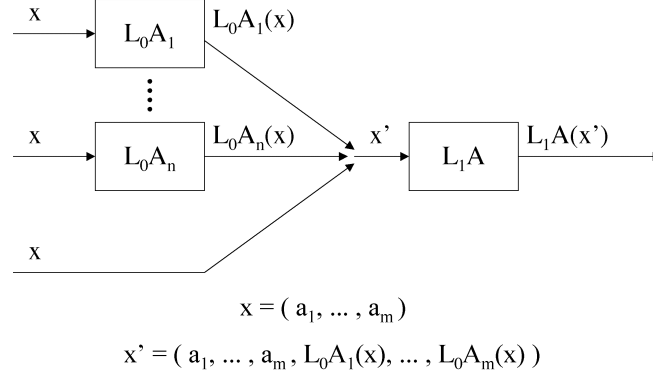 x
L₀A₁
L₀A₁(x)
x
L₀Aₙ
L₀Aₙ(x)
x’
L₁A
L₁A(x’)
x
x = ( a₁, ... , aₘ)
x’ = ( a₁, ... , aₘ, L₀A₁(x), ... , L₀Aₘ(x) )